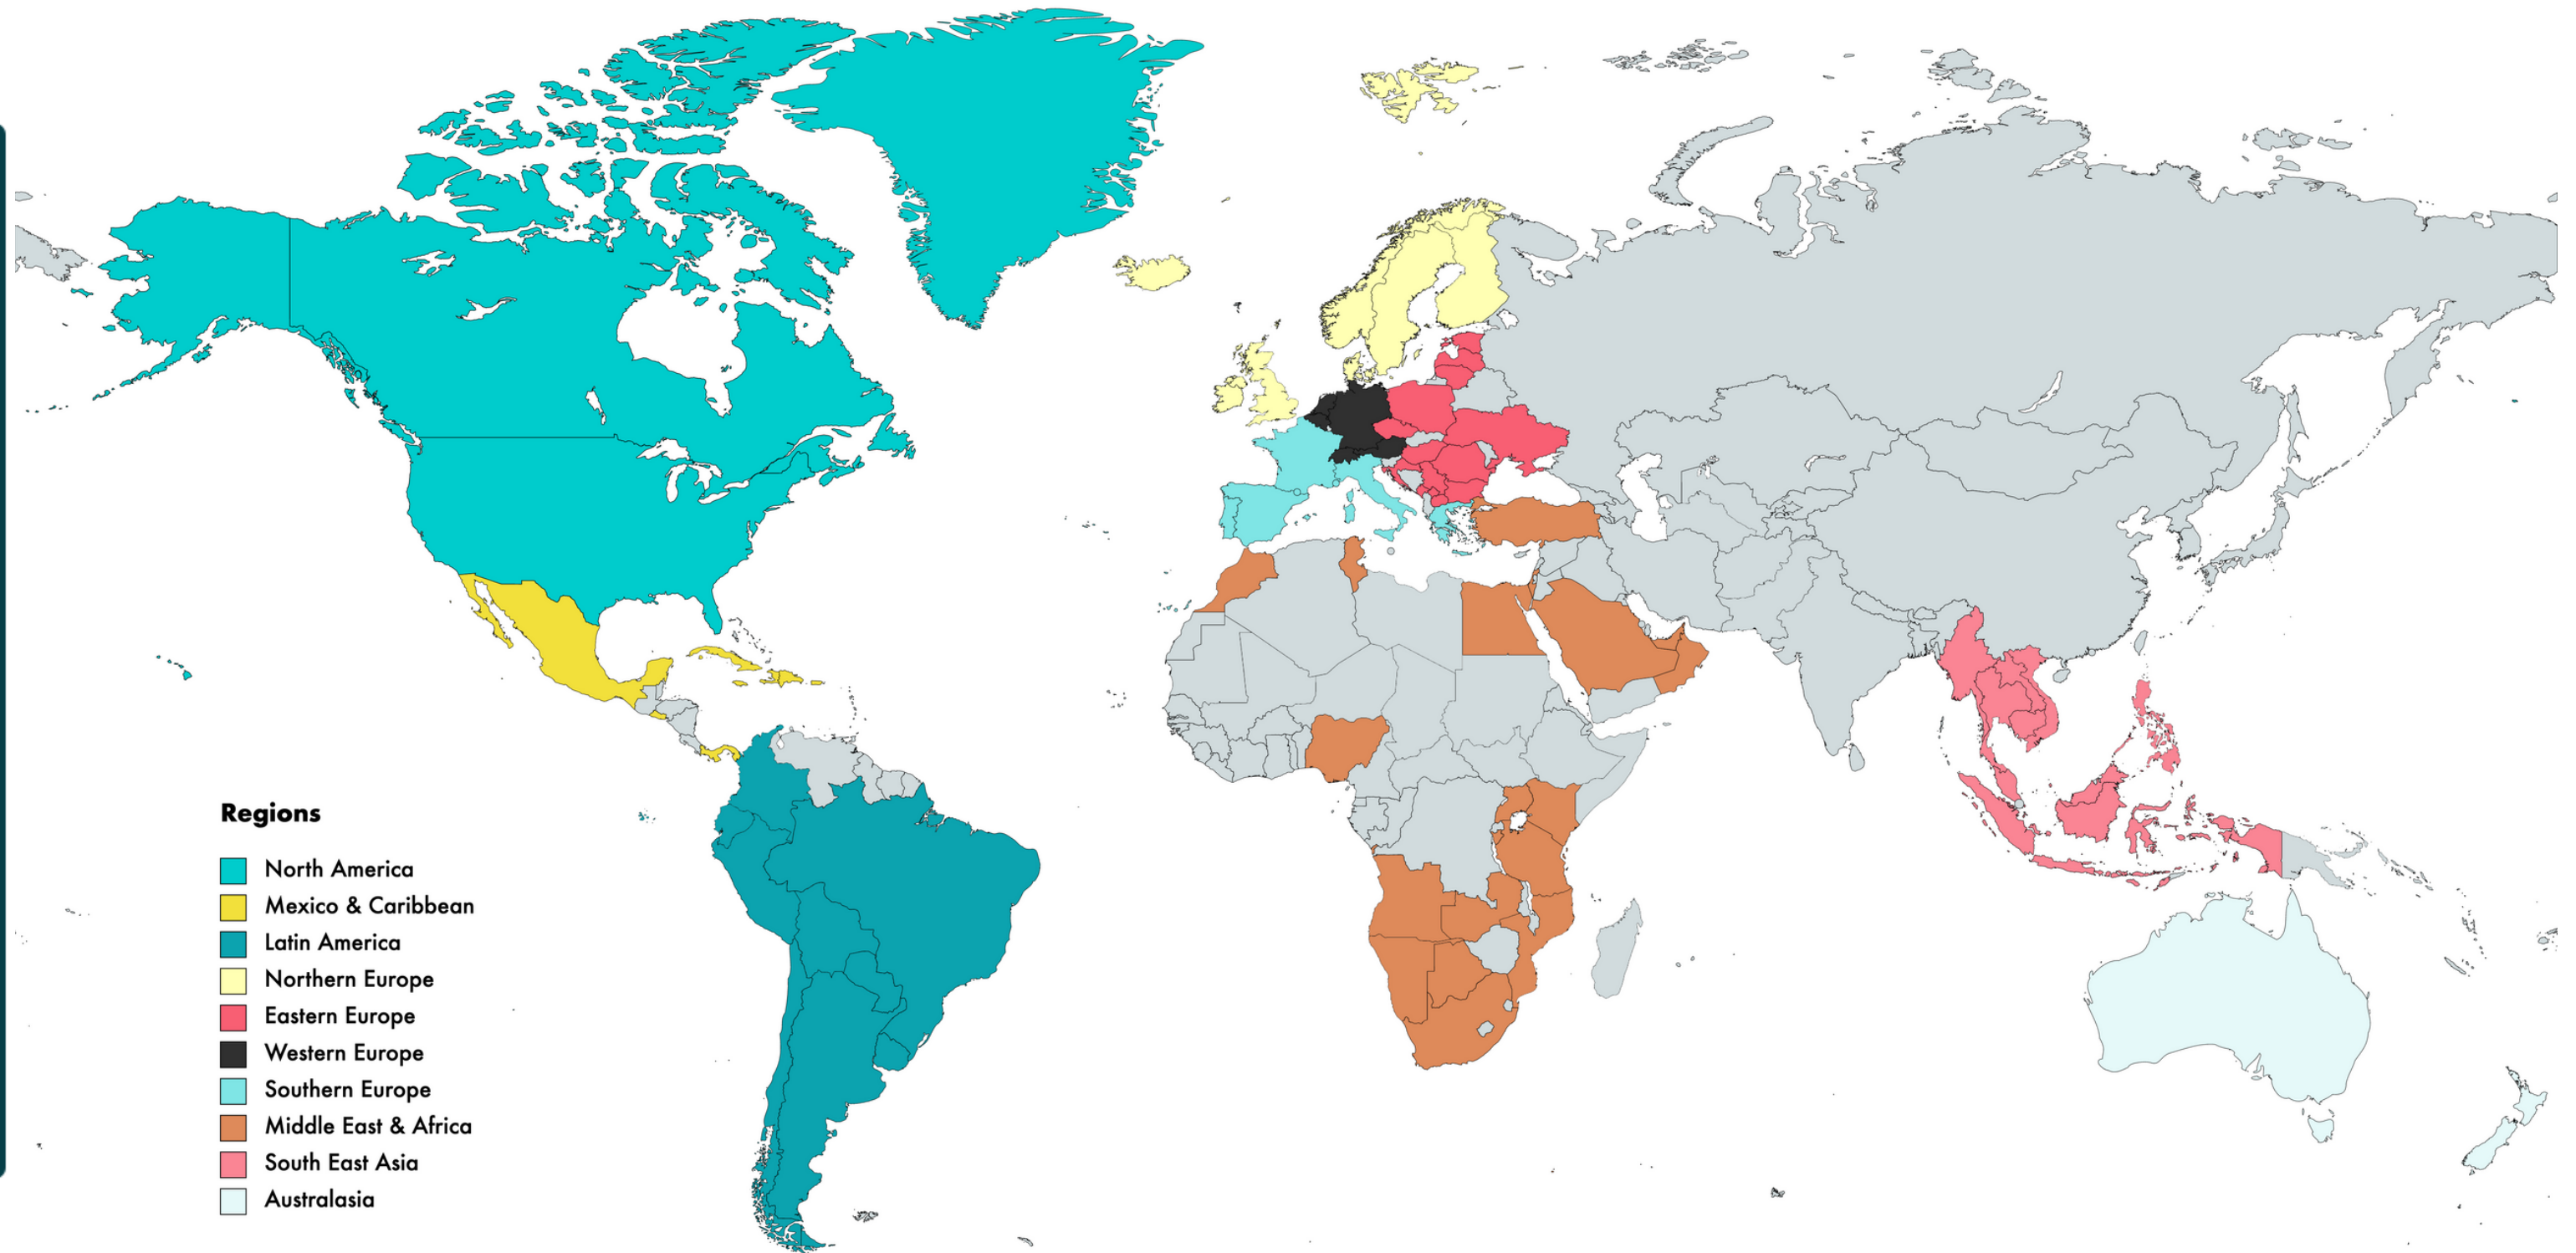 Regions
North America
Mexico & Caribbean
Latin America
Northern Europe
Eastern Europe
Western Europe
Southern Europe
Middle East & Africa
South East Asia
Australasia